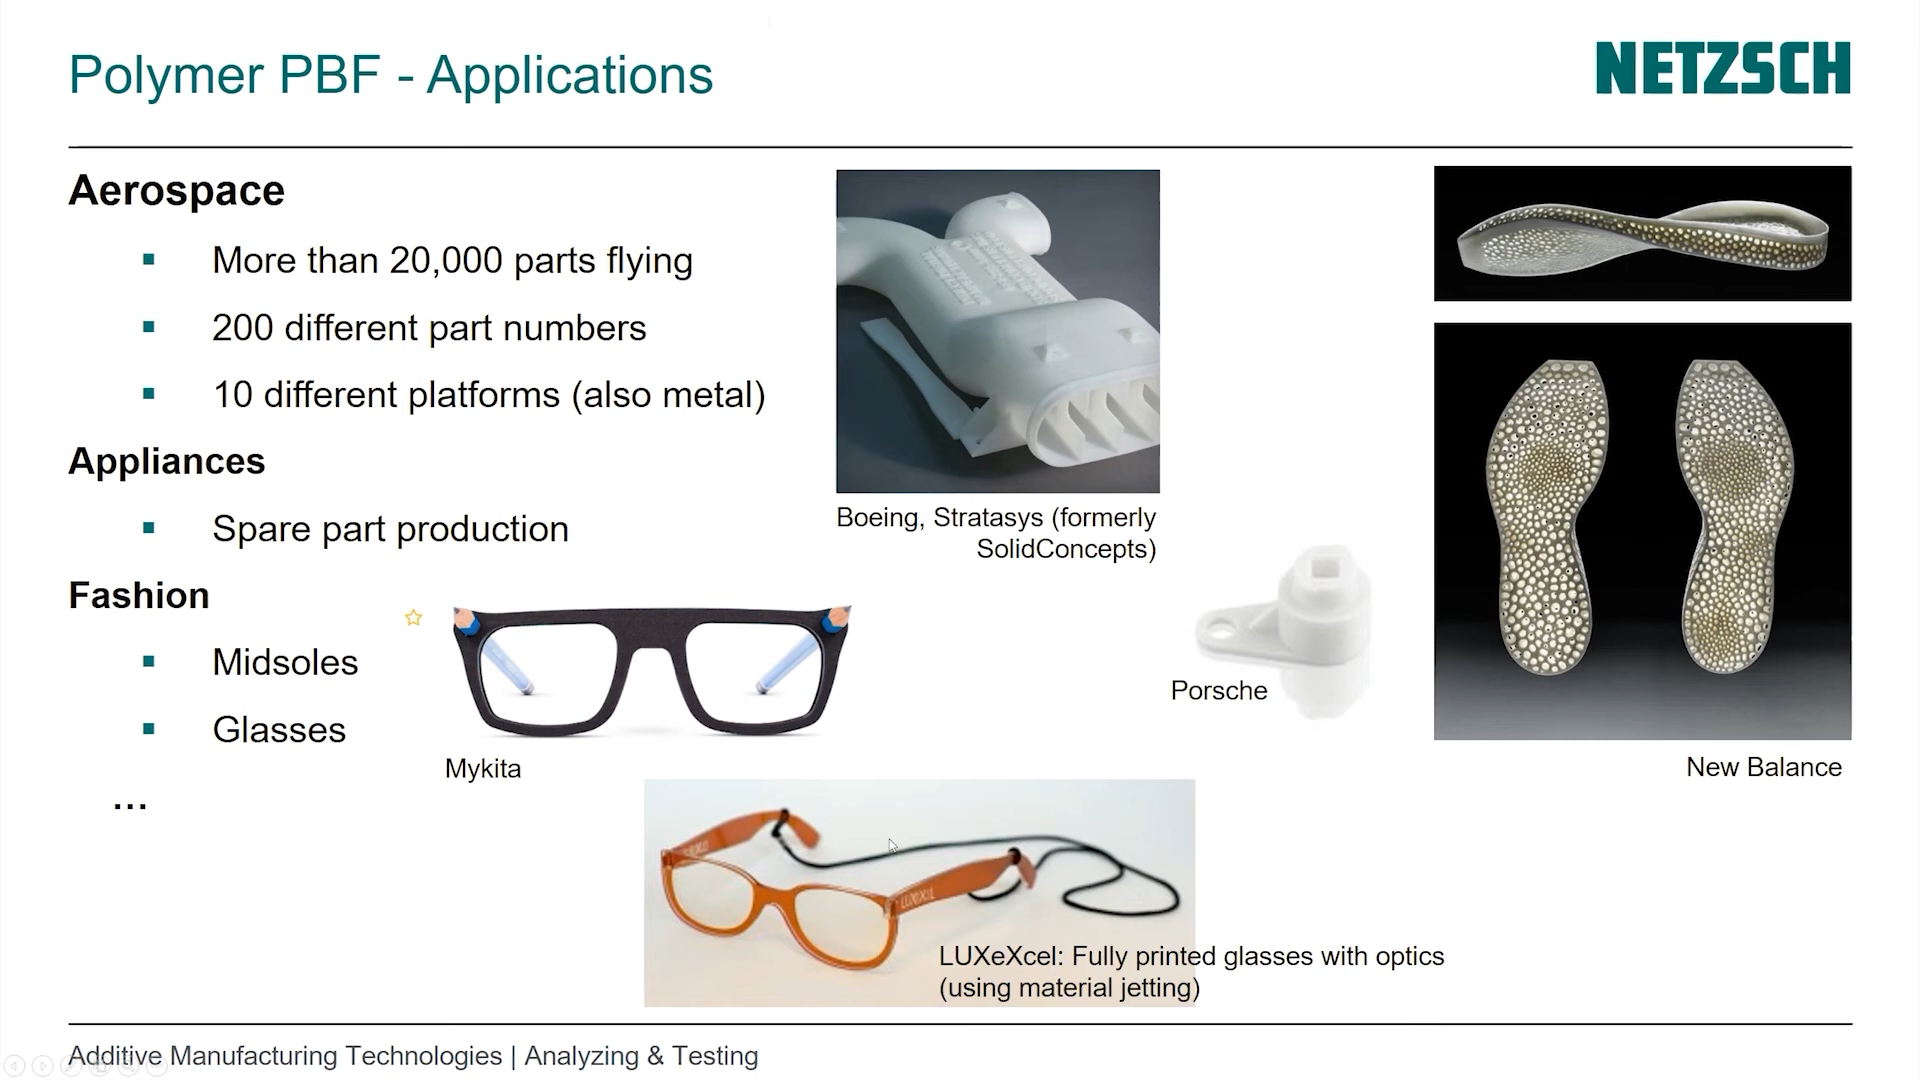 Polymer PBF - Applications
NETZSCH
Aerospace
More than 20,000 parts flying
200 different part numbers
10 different platforms (also metal)
Appliances
Spare part production
Fashion
Midsoles
Glasses
...
Boeing, Stratasys (formerly
SolidConcepts)
Porsche
New Balance
Mykita
LUXeXcel: Fully printed glasses with optics
(using material jetting)
Additive Manufacturing Technologies | Analyzing & Testing